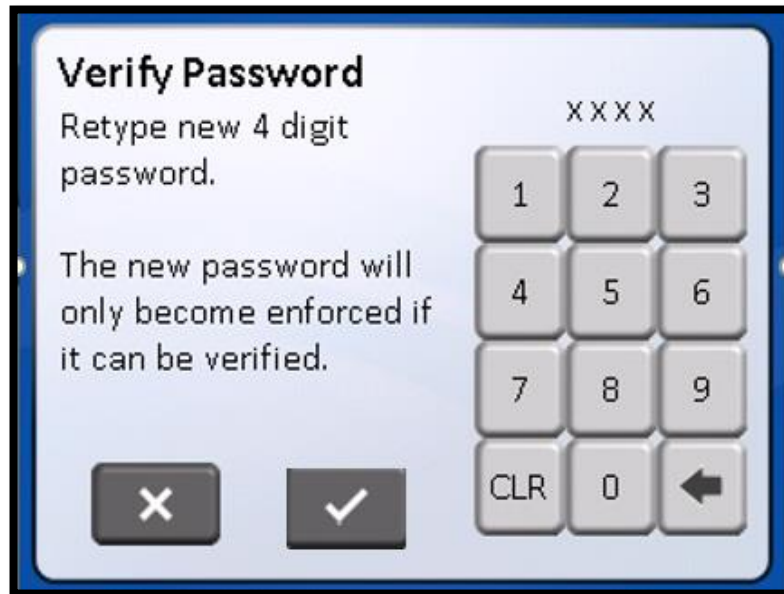 Verify Password
Retype new 4 digit
password.
The new password will
only become enforced if
it can be verified.
X X X X
1 2 3
4 5 6
7 8 9
CLR 0